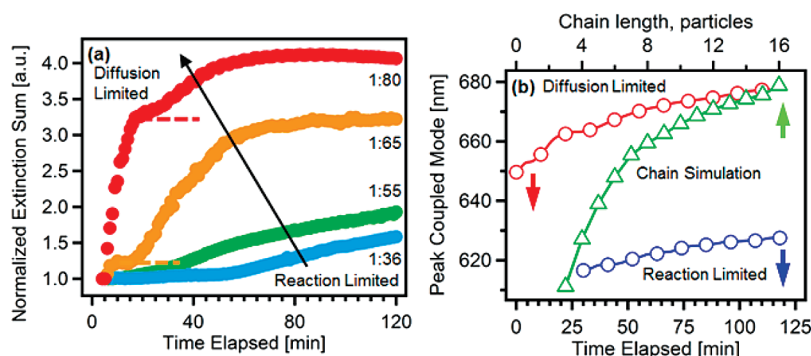 (a)
Diffusion
Limited
1:80
1:65
1:55
Reaction Limited
1:36
Normalized Extinction Sum [a.u.]
4.0
3.5
3.0
2.5
2.0
1.5
1.0
0 40 80 120
Time Elapsed [min]
Chain length, particles
0 4 8 12 16
(b)
Diffusion Limited
Chain Simulation
Reaction Limited
Peak Coupled Mode [nm]
680
660
640
620
0 25 50 75 100 125
Time Elapsed [min]